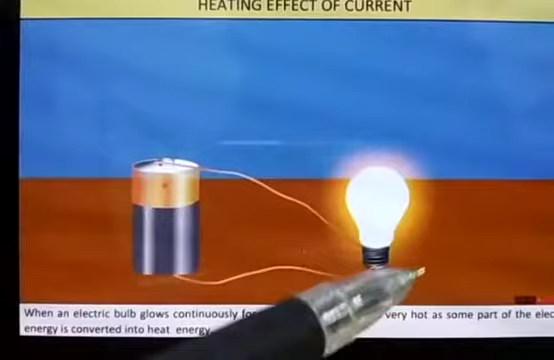 HEATING EFFECT OF CURRENT
When an electric bulb glows continuously very hot as some part of the
energy is converted into heat energy